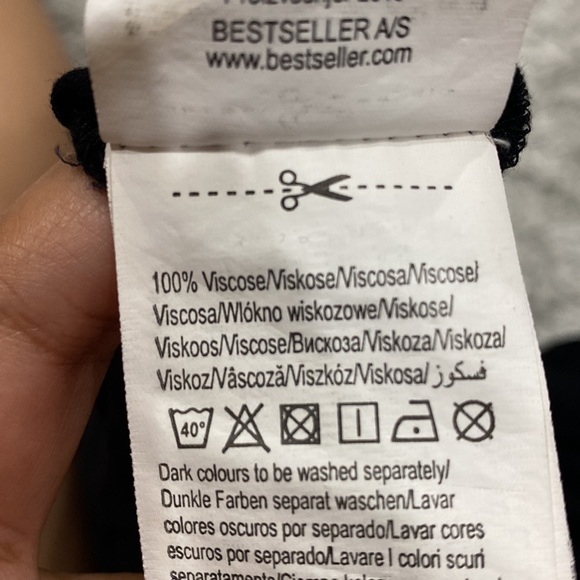 BESTSELLER A/S
www.bestseller.com
100% Viscose/Viskose/Viscosa/Viscose/
Viscosa/Włókno wiskozowe/Viskose/
Viskoos/Viscose/Вискоза/Viskoza/Viskoza/
Viskoz/Vâscoză/Viszkóz/Viskosa/ فسكوز
40°
Dark colours to be washed separately/
Dunkle Farben separat waschen/Lavar
colores oscuros por separado/Lavar cores
escuros por separado/Lavare I colori scuri
separatamente/